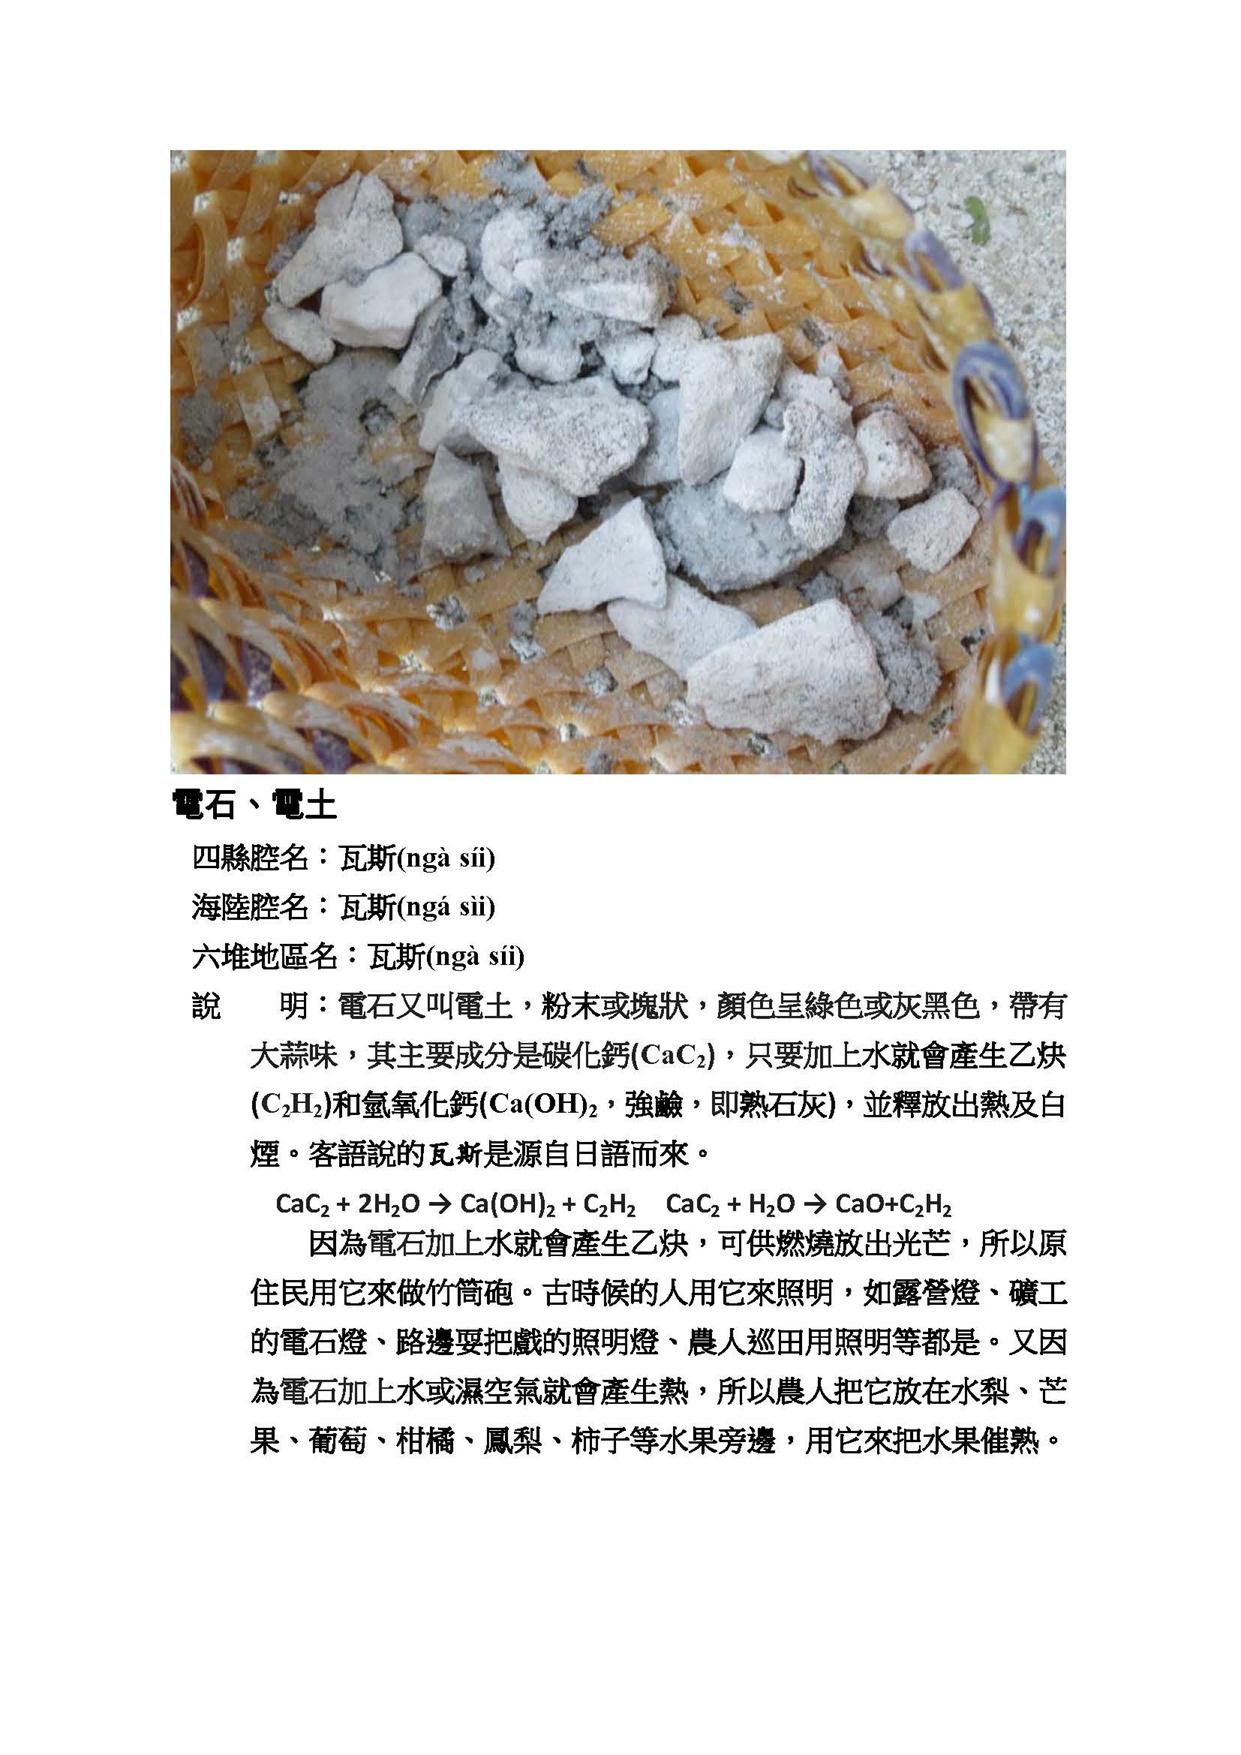 電石、電土
四縣腔名：瓦斯(ngà síi)
海陸腔名：瓦斯(ngá sìi)
六堆地區名：瓦斯(ngà síi)
說　　明：電石又叫電土，粉末或塊狀，顏色呈綠色或灰黑色，帶有
大蒜味，其主要成分是碳化鈣(CaC₂)，只要加上水就會產生乙炔
(C₂H₂)和氫氧化鈣(Ca(OH)₂，強鹼，即熟石灰)，並釋放出熱及白
煙。客語說的瓦斯是源自日語而來。
CaC₂ + 2H₂O → Ca(OH)₂ + C₂H₂　CaC₂ + H₂O → CaO+C₂H₂
因為電石加上水就會產生乙炔，可供燃燒放出光芒，所以原
住民用它來做竹筒砲。古時候的人用它來照明，如露營燈、礦工
的電石燈、路邊耍把戲的照明燈、農人巡田用照明等都是。又因
為電石加上水或濕空氣就會產生熱，所以農人把它放在水梨、芒
果、葡萄、柑橘、鳳梨、柿子等水果旁邊，用它來把水果催熟。